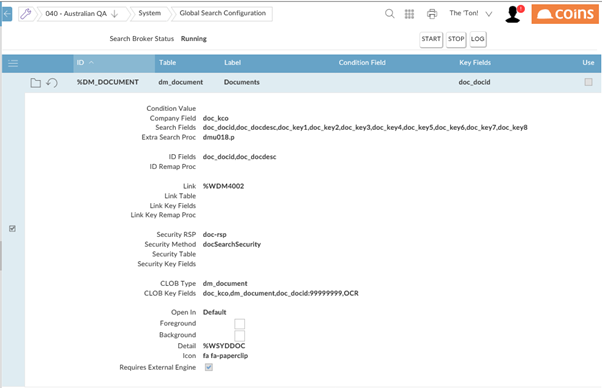 040 - Australian QA System Global Search Configuration The 'Ton! 1 coins
Search Broker Status Running START STOP LOG
ID Table Label Condition Field Key Fields Use
%DM_DOCUMENT dm_document Documents doc_docid
Condition Value
Company Field doc_kco
Search Fields doc_docid,doc_docdesc,doc_key1,doc_key2,doc_key3,doc_key4,doc_key5,doc_key6,doc_key7,doc_key8
Extra Search Proc dmu018.p
ID Fields doc_docid,doc_docdesc
ID Remap Proc
Link %WDM4002
Link Table
Link Key Fields
Link Key Remap Proc
Security RSP doc-rsp
Security Method docSearchSecurity
Security Table
Security Key Fields
CLOB Type dm_document
CLOB Key Fields doc_kco,dm_document,doc_docid:99999999,OCR
Open In Default
Foreground
Background
Detail %WSYDDOC
Icon fa fa-paperclip
Requires External Engine